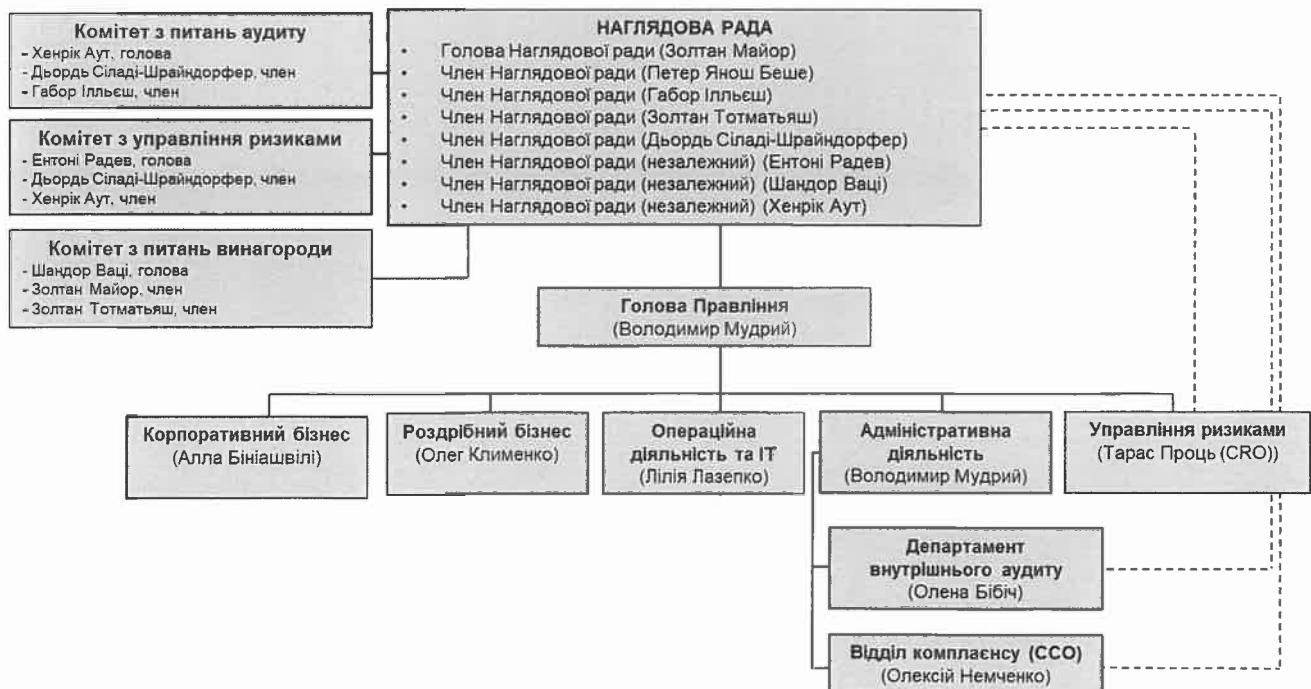 Комітет з питань аудиту
- Хенрік Аут, голова
- Дьордь Сіладі-Шрайндорфер, член
- Габор Ілльєш, член
Комітет з управління ризиками
- Ентоні Радев, голова
- Дьордь Сіладі-Шрайндорфер, член
- Хенрік Аут, член
Комітет з питань винагороди
- Шандор Ваці, голова
- Золтан Майор, член
- Золтан Тотматьяш, член
НАГЛЯДОВА РАДА
• Голова Наглядової ради (Золтан Майор)
• Член Наглядової ради (Петер Янош Беше)
• Член Наглядової ради (Габор Ілльєш)
• Член Наглядової ради (Золтан Тотматьяш)
• Член Наглядової ради (Дьордь Сіладі-Шрайндорфер)
• Член Наглядової ради (незалежний) (Ентоні Радев)
• Член Наглядової ради (незалежний) (Шандор Ваці)
• Член Наглядової ради (незалежний) (Хенрік Аут)
Голова Правління
(Володимир Мудрий)
Корпоративний бізнес
(Алла Бініашвілі)
Роздрібний бізнес
(Олег Клименко)
Операційна
діяльність та ІТ
(Лілія Лазепко)
Адміністративна
діяльність
(Володимир Мудрий)
Управління ризиками
(Тарас Проць (CRO))
Департамент
внутрішнього аудиту
(Олена Бібіч)
Відділ комплаєнсу (ССО)
(Олексій Немченко)